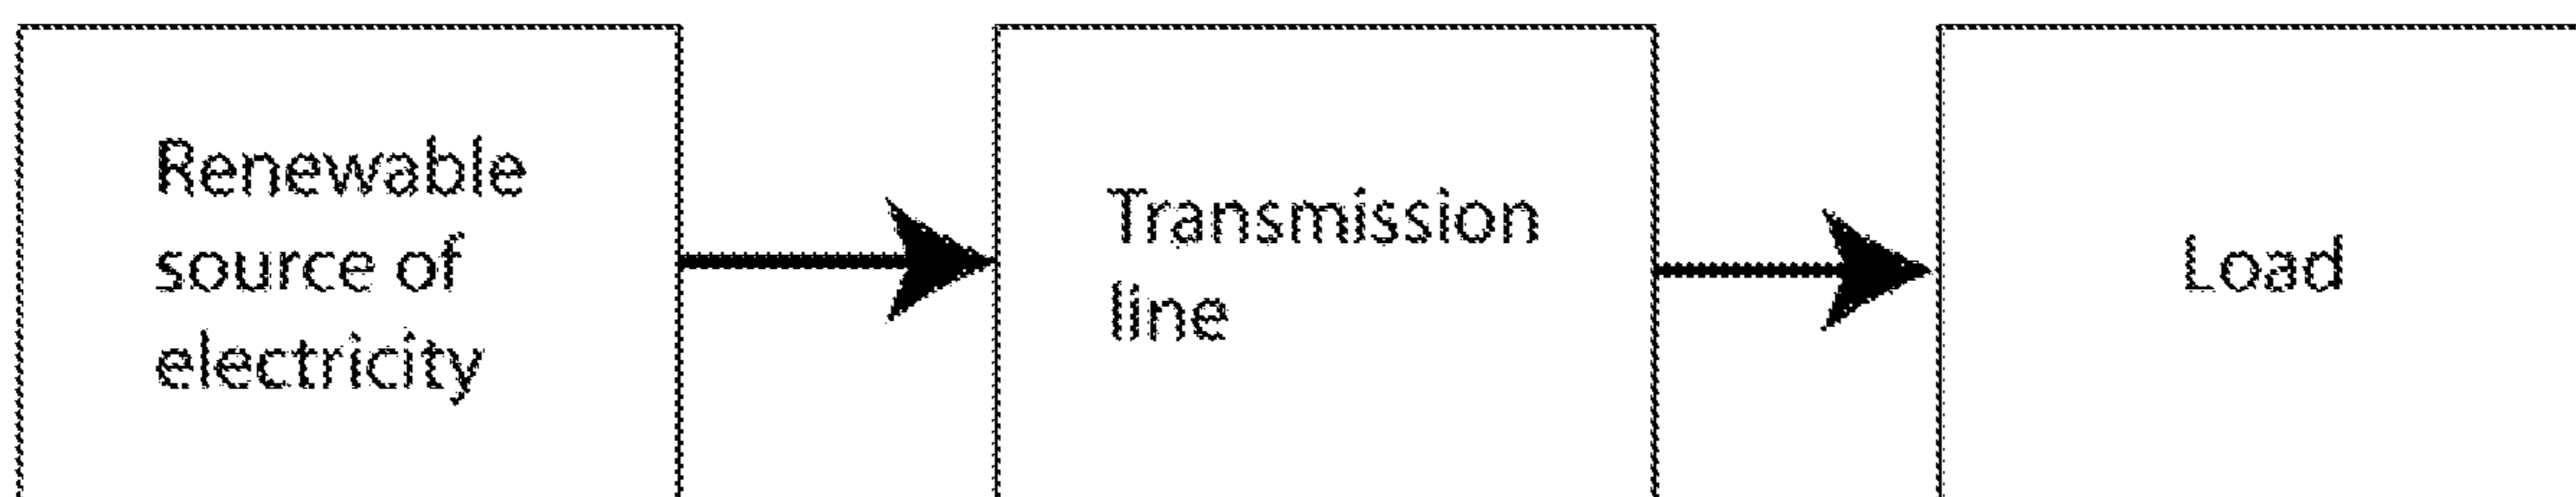 Renewable
source of
electricity
Transmission
line
Load